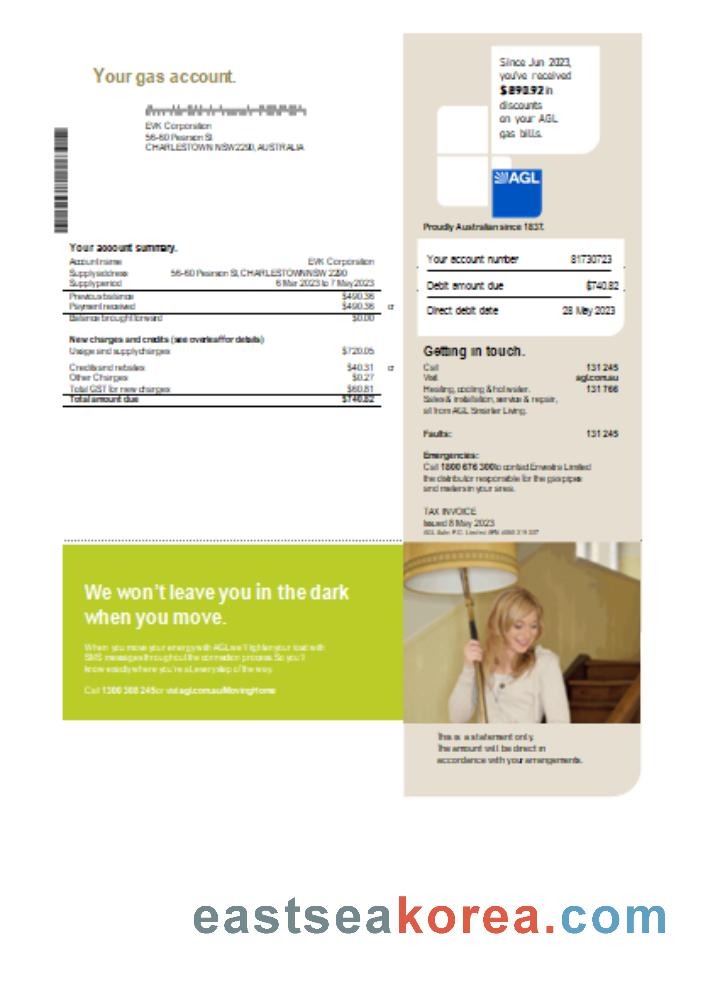 Your gas account.
EVK Corporation
56-60 Pearson St
CHARLESTOWN NSW 2290, AUSTRALIA
Since Jun 2023,
you've received
$890.92 in
discounts
on your AGL
gas bills.
AGL
Proudly Australian since 1837.
Your account summary.
Account name EVK Corporation
Supply address 56-60 Pearson St, CHARLESTOWN NSW 2290
Supply period 6 Mar 2023 to 7 May 2023
Previous balance $490.36
Payment received $490.36 cr
Balance brought forward $0.00
New charges and credits (see overleaf for details)
Usage and supply charges $720.05
Credits and rebates $40.31 cr
Other Charges $0.27
Total GST for new charges $60.81
Total amount due $740.82
Your account number 81730723
Debit amount due $740.82
Direct debit date 28 May 2023
Getting in touch.
Call 131 245
Visit agl.com.au
Heating, cooling & hot water. 131 766
Sales & installation, service & repair,
all from AGL Smarter Living.
Faults: 131 245
Emergencies:
Call 1800 676 300 to contact Envestra Limited
the distributor responsible for the gas pipes
and meters in your area.
TAX INVOICE
Issued 8 May 2023
We won't leave you in the dark
when you move.
When you move your energy with AGL we'll lighten your load with
SMS messages throughout the connection process. So you'll
know exactly where you're at, every step of the way.
Call 1300 308 245 or visit agl.com.au/MovingHome
This is a statement only.
The amount will be direct in
accordance with your arrangements.
eastseakorea.com